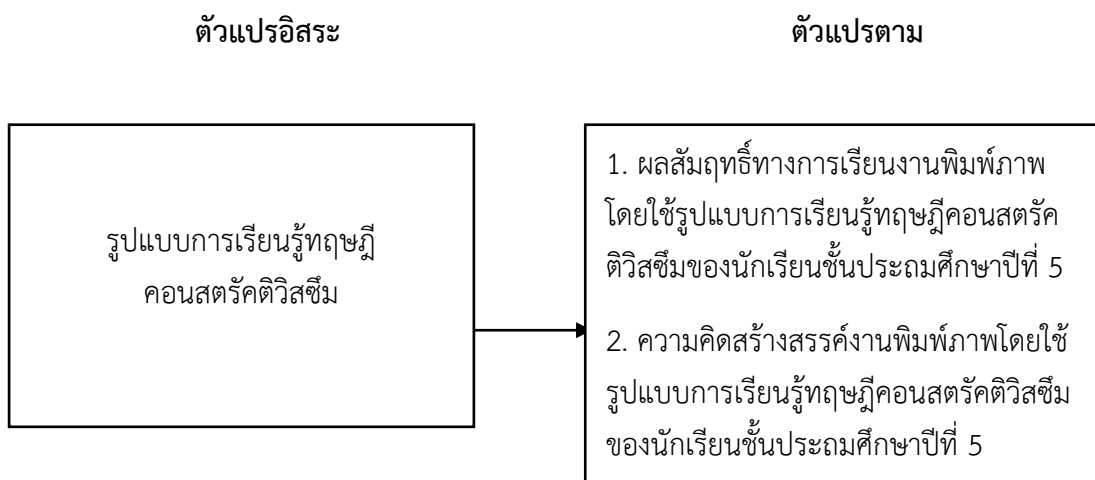 ตัวแปรอิสระ
ตัวแปรตาม
รูปแบบการเรียนรู้ทฤษฎี
คอนสตรัคติวิสซึม
1. ผลสัมฤทธิ์ทางการเรียนงานพิมพ์ภาพ
โดยใช้รูปแบบการเรียนรู้ทฤษฎีคอนสตรัค
ติวิสซึมของนักเรียนชั้นประถมศึกษาปีที่ 5
2. ความคิดสร้างสรรค์งานพิมพ์ภาพโดยใช้
รูปแบบการเรียนรู้ทฤษฎีคอนสตรัคติวิสซึม
ของนักเรียนชั้นประถมศึกษาปีที่ 5